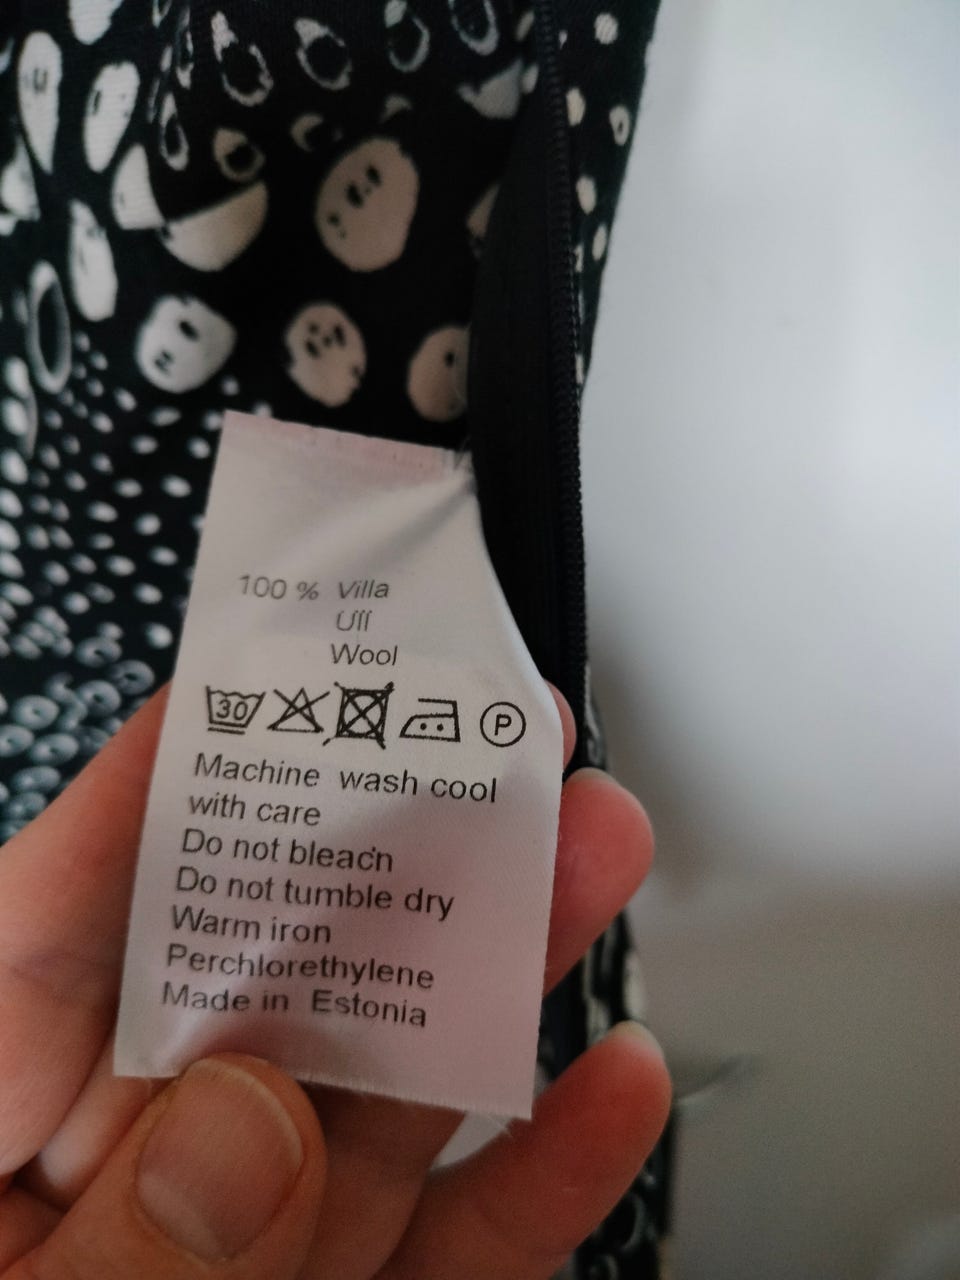 100 % Villa
Ull
Wool
30 P
Machine wash cool
with care
Do not bleach
Do not tumble dry
Warm iron
Perchlorethylene
Made in Estonia